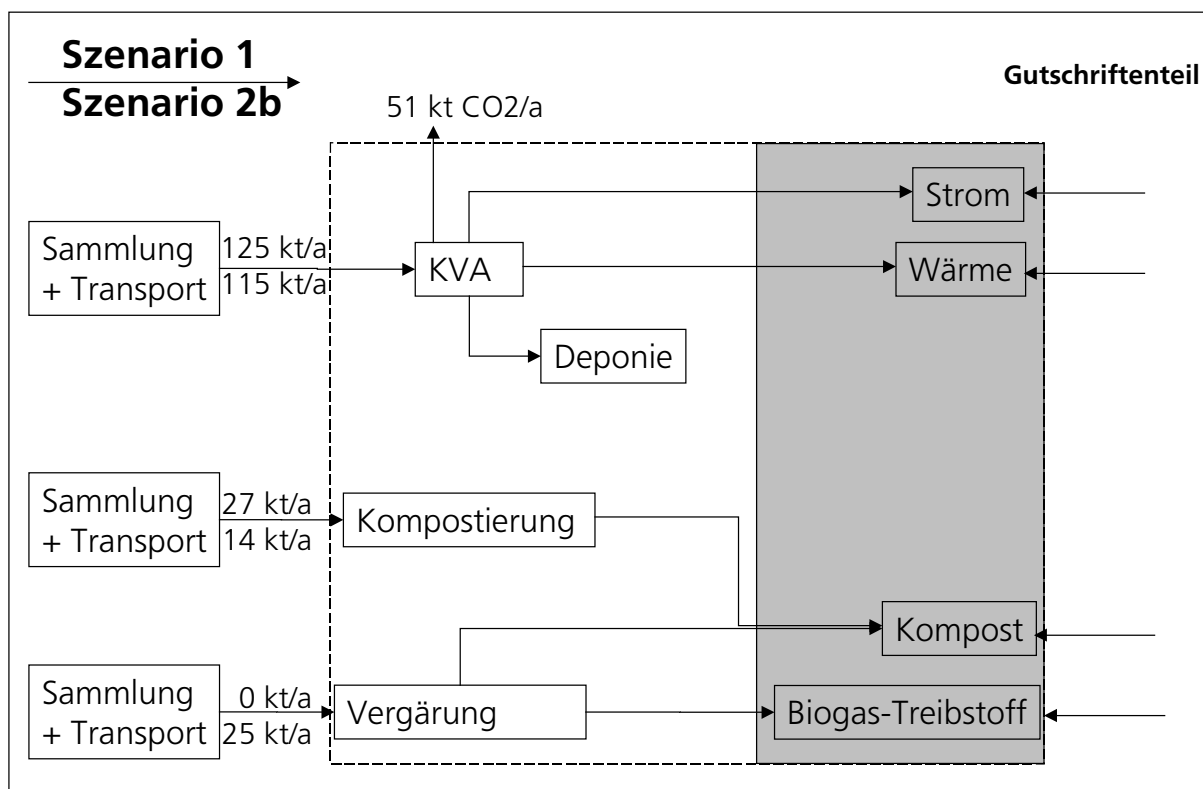 Szenario 1
Szenario 2b
Gutschriftenteil
51 kt CO2/a
Strom
Sammlung
+ Transport
125 kt/a
115 kt/a
KVA
Wärme
Deponie
Sammlung
+ Transport
27 kt/a
14 kt/a
Kompostierung
Kompost
Sammlung
+ Transport
0 kt/a
25 kt/a
Vergärung
Biogas-Treibstoff